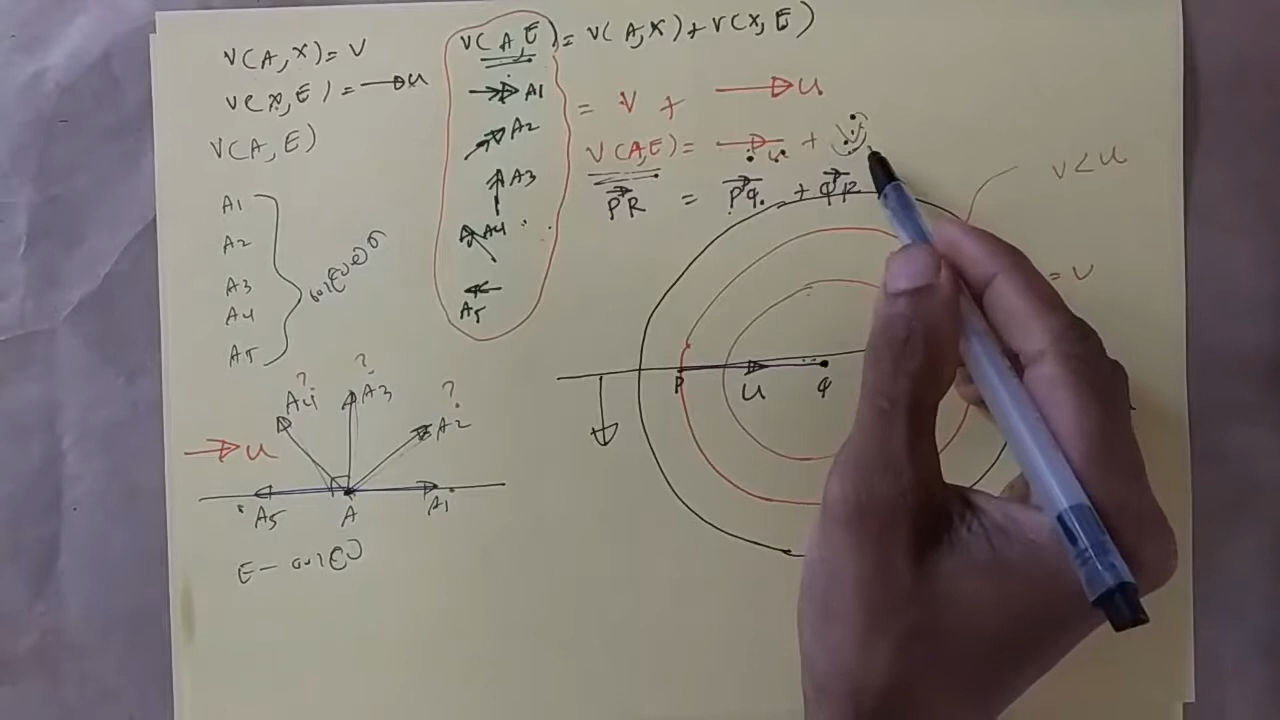 V(A,X)=V
V(X,E)=→u
V(A,E)
A1
A2
A3
A4
A5
V(A,E)=V(A,X)+V(X,E)
A1
A2
A3
A4
A5
= V + →u
V(A,E)= →u + V
PR = PQ + QR
V<u
= V
P
u
Q
?
A4
?
A3
?
A2
→u
A5
A
A1
E-